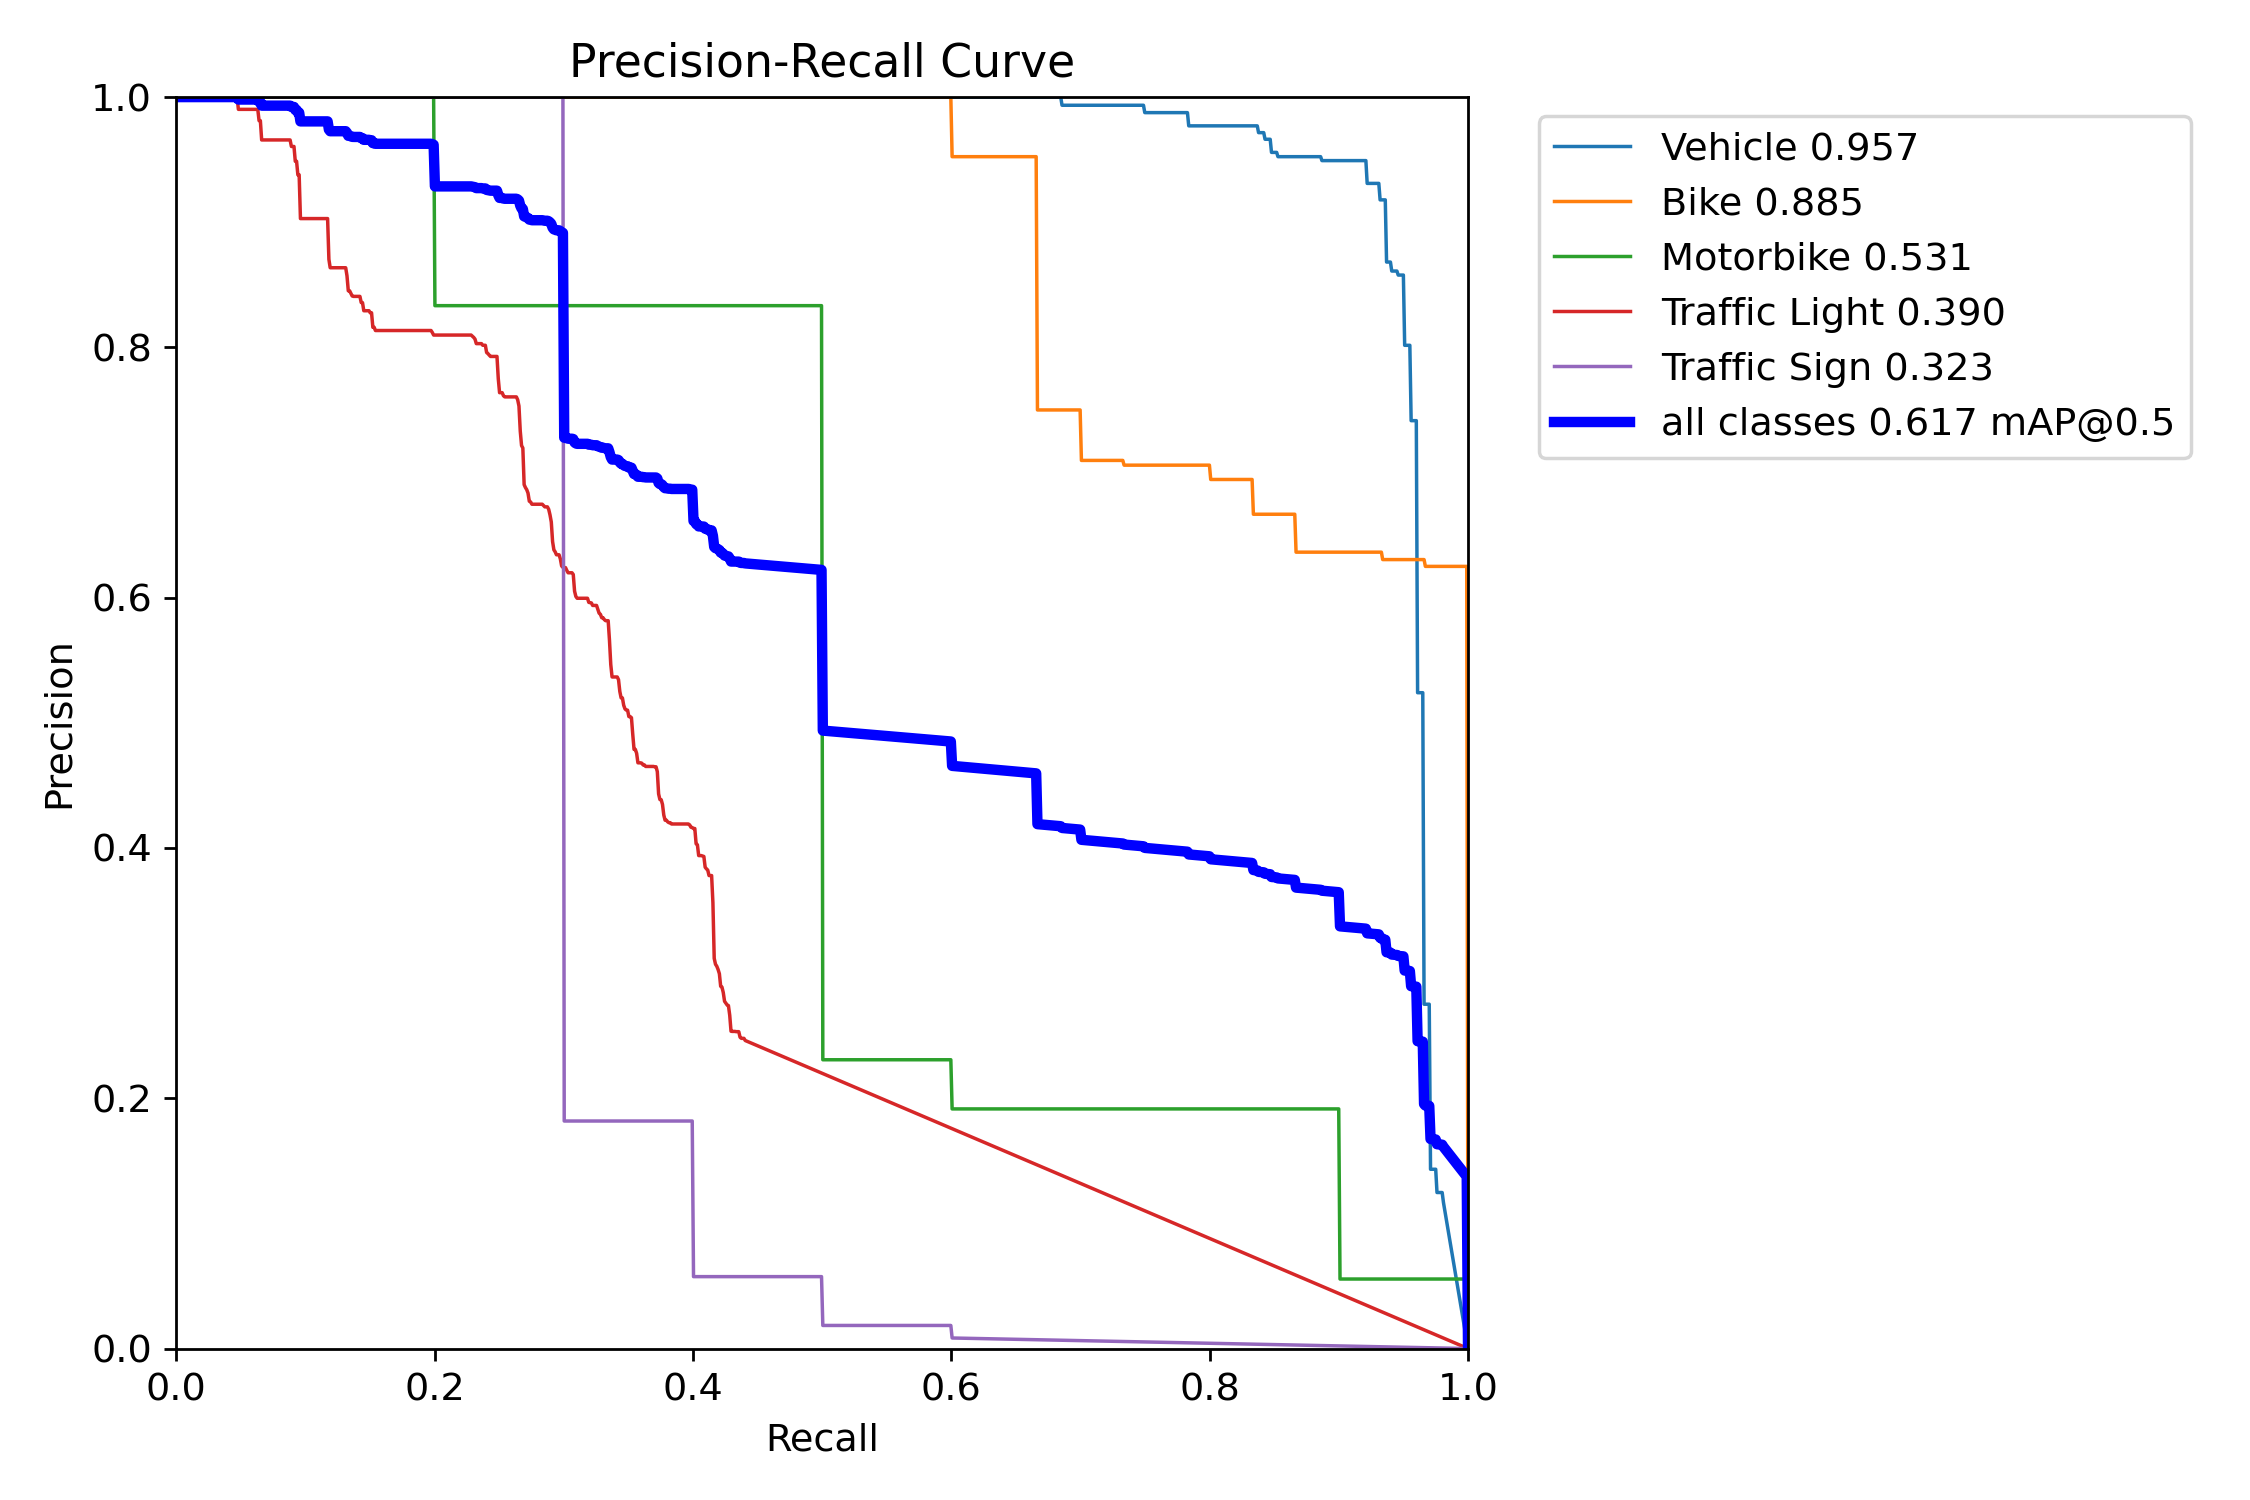 Precision-Recall Curve
1.0
0.8
0.6
0.4
0.2
0.0
Precision
0.0 0.2 0.4 0.6 0.8 1.0
Recall
Vehicle 0.957
Bike 0.885
Motorbike 0.531
Traffic Light 0.390
Traffic Sign 0.323
all classes 0.617 mAP@0.5